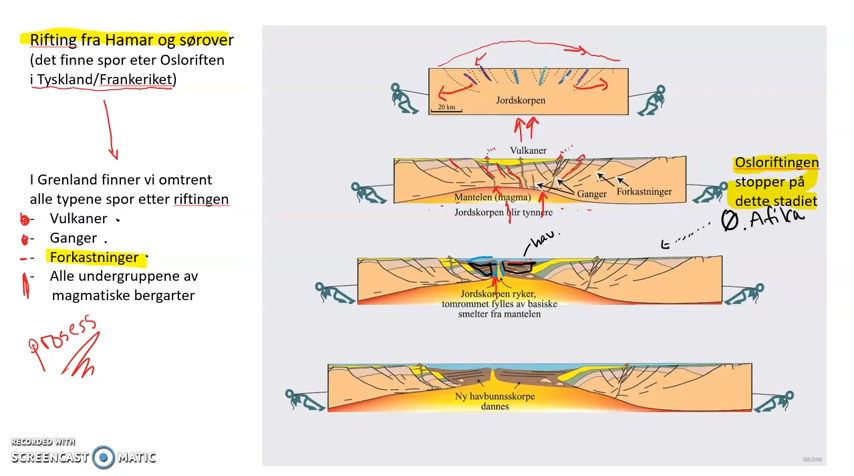 Rifting fra Hamar og sørover
(det finne spor eter Osloriften
i Tyskland/Frankeriket)
I Grenland finner vi omtrent
alle typene spor etter riftingen
- Vulkaner
- Ganger
- Forkastninger
- Alle undergruppene av
magmatiske bergarter
prosess
Jordskorpen
20 km
Vulkaner
Mantelen (magma)
Ganger
Forkastninger
Jordskorpen blir tynnere
Osloriftingen
stopper på
dette stadiet
Ø. Afika
hav
Jordskorpen ryker,
tomrommet fylles av basiske
smelter fra mantelen
Ny havbunnsskorpe
dannes
RECORDED WITH
SCREENCAST MATIC